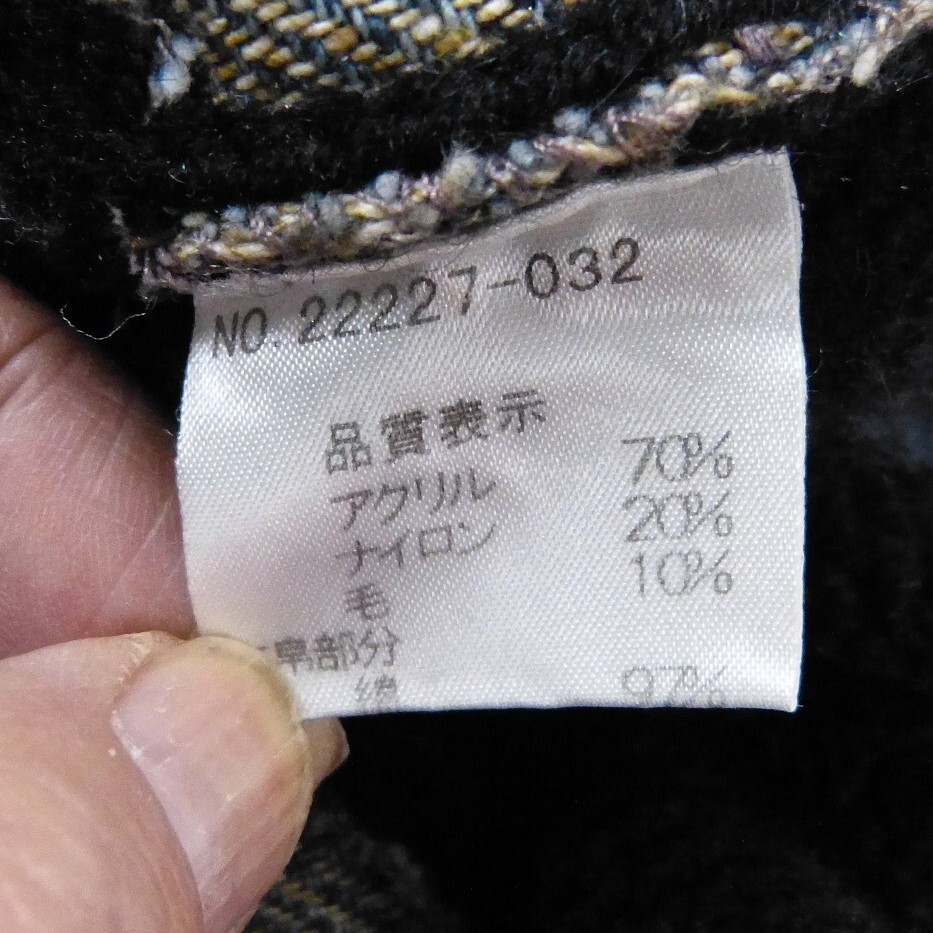 NO.22227-032
品質表示
アクリル 70%
ナイロン 20%
毛 10%
帛部分
綿 97%